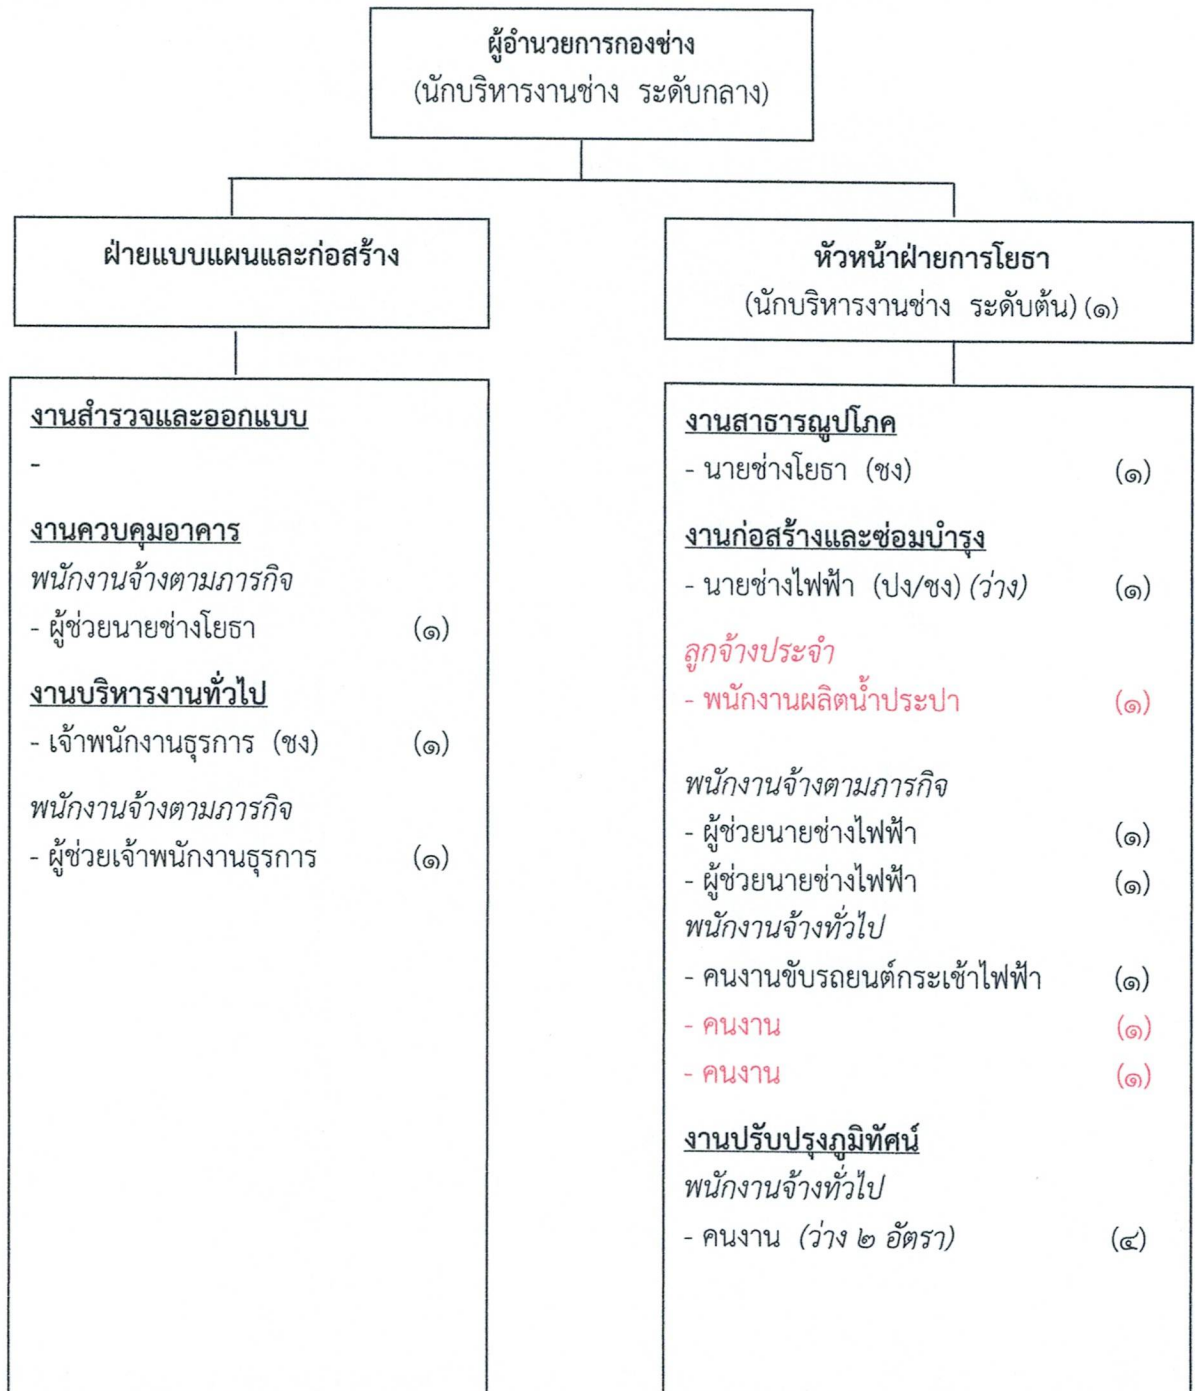 ผู้อำนวยการกองช่าง
(นักบริหารงานช่าง ระดับกลาง)
ฝ่ายแบบแผนและก่อสร้าง
งานสำรวจและออกแบบ
-
งานควบคุมอาคาร
พนักงานจ้างตามภารกิจ
- ผู้ช่วยนายช่างโยธา (๑)
งานบริหารงานทั่วไป
- เจ้าพนักงานธุรการ (ชง) (๑)
พนักงานจ้างตามภารกิจ
- ผู้ช่วยเจ้าพนักงานธุรการ (๑)
หัวหน้าฝ่ายการโยธา
(นักบริหารงานช่าง ระดับต้น) (๑)
งานสาธารณูปโภค
- นายช่างโยธา (ชง) (๑)
งานก่อสร้างและซ่อมบำรุง
- นายช่างไฟฟ้า (ปง/ชง) (ว่าง) (๑)
ลูกจ้างประจำ
- พนักงานผลิตน้ำประปา (๑)
พนักงานจ้างตามภารกิจ
- ผู้ช่วยนายช่างไฟฟ้า (๑)
- ผู้ช่วยนายช่างไฟฟ้า (๑)
พนักงานจ้างทั่วไป
- คนงานขับรถยนต์กระเช้าไฟฟ้า (๑)
- คนงาน (๑)
- คนงาน (๑)
งานปรับปรุงภูมิทัศน์
พนักงานจ้างทั่วไป
- คนงาน (ว่าง ๒ อัตรา) (๔)